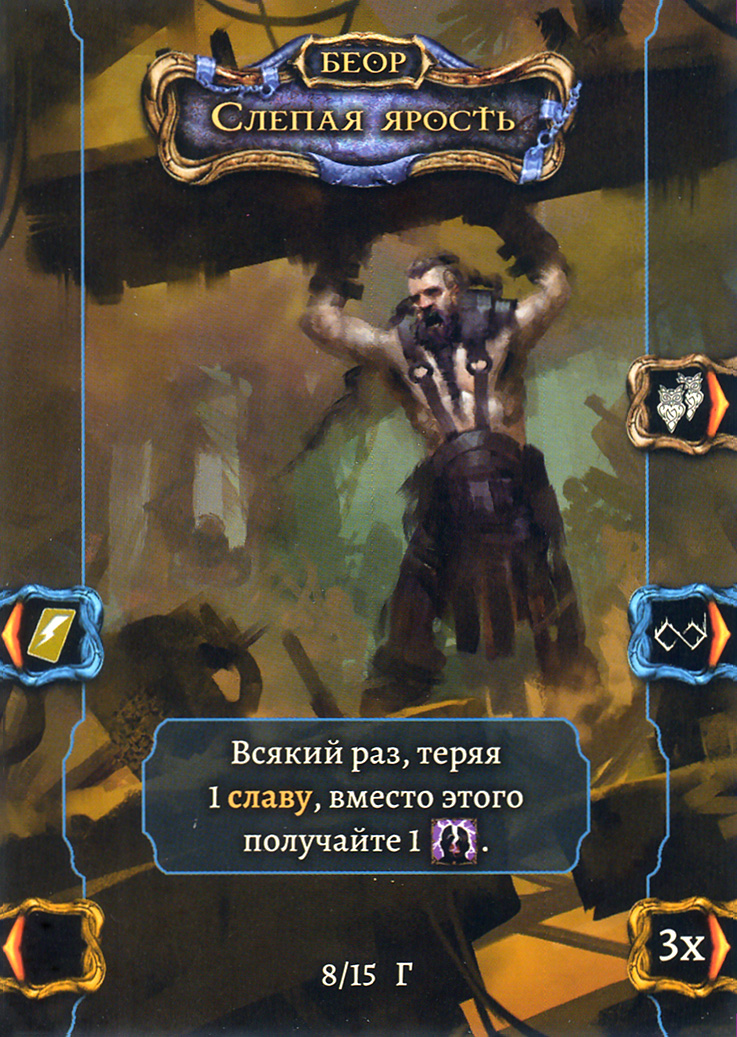 БЕОР
Слепая ярость
Всякий раз, теряя
1 славу, вместо этого
получайте 1 .
3x
8/15 Г